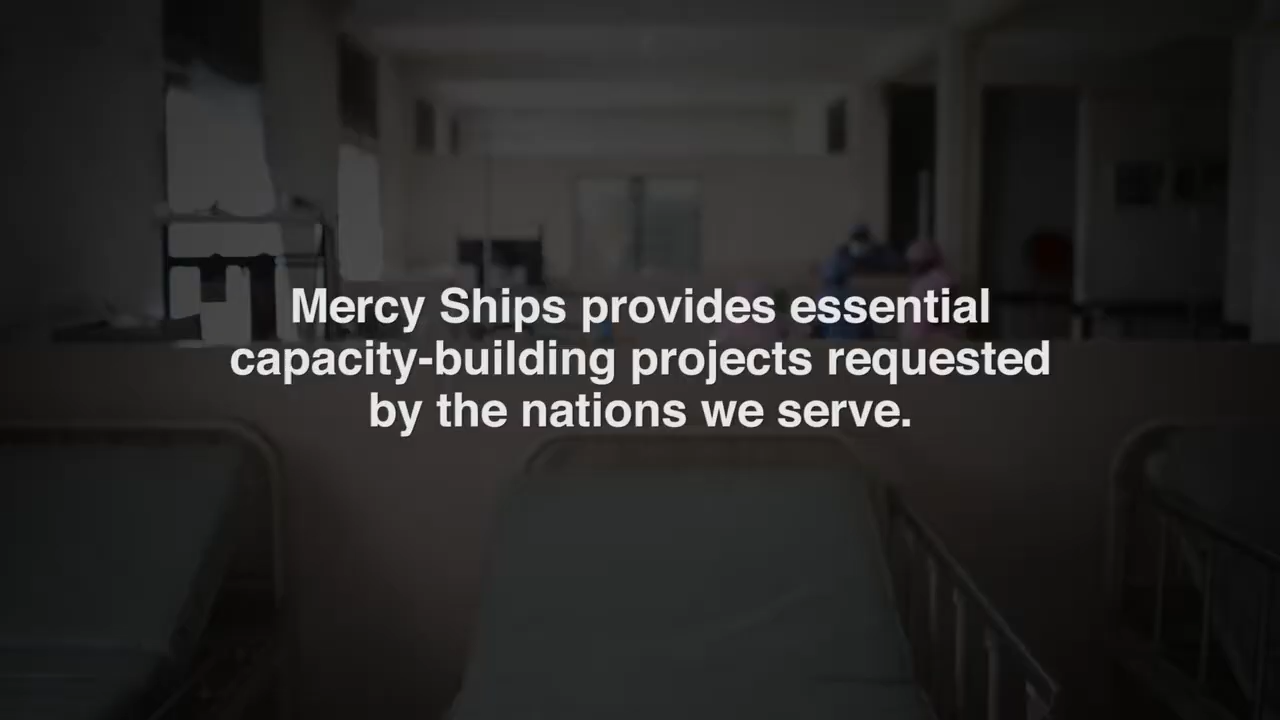 Mercy Ships provides essential
capacity-building projects requested
by the nations we serve.